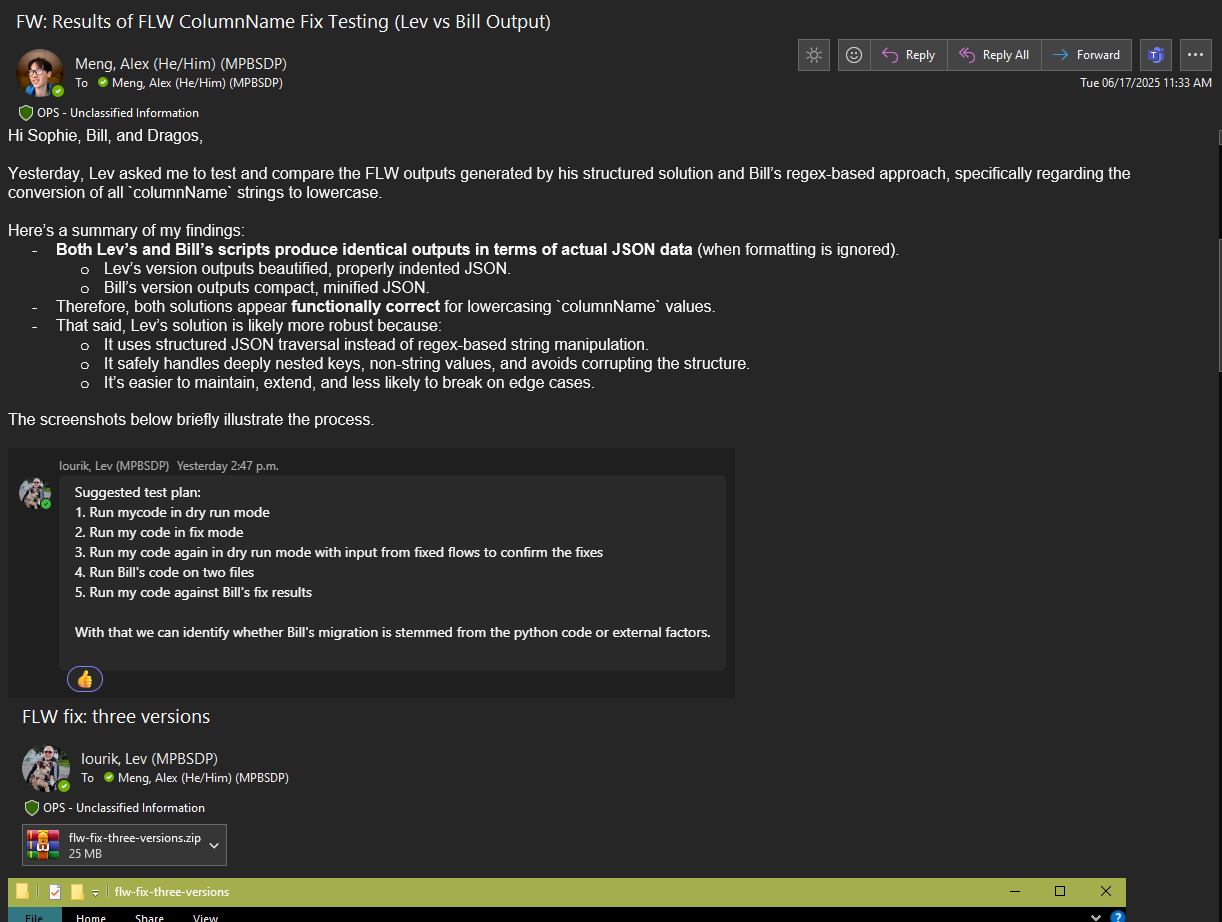 FW: Results of FLW ColumnName Fix Testing (Lev vs Bill Output)
Meng, Alex (He/Him) (MPBSDP)
To Meng, Alex (He/Him) (MPBSDP)
Reply
Reply All
Forward
Tue 06/17/2025 11:33 AM
OPS - Unclassified Information
Hi Sophie, Bill, and Dragos,
Yesterday, Lev asked me to test and compare the FLW outputs generated by his structured solution and Bill's regex-based approach, specifically regarding the
conversion of all `columnName` strings to lowercase.
Here's a summary of my findings:
- Both Lev's and Bill's scripts produce identical outputs in terms of actual JSON data (when formatting is ignored).
o Lev's version outputs beautified, properly indented JSON.
o Bill's version outputs compact, minified JSON.
- Therefore, both solutions appear functionally correct for lowercasing `columnName` values.
- That said, Lev's solution is likely more robust because:
o It uses structured JSON traversal instead of regex-based string manipulation.
o It safely handles deeply nested keys, non-string values, and avoids corrupting the structure.
o It's easier to maintain, extend, and less likely to break on edge cases.
The screenshots below briefly illustrate the process.
Iourik, Lev (MPBSDP) Yesterday 2:47 p.m.
Suggested test plan:
1. Run mycode in dry run mode
2. Run my code in fix mode
3. Run my code again in dry run mode with input from fixed flows to confirm the fixes
4. Run Bill's code on two files
5. Run my code against Bill's fix results
With that we can identify whether Bill's migration is stemmed from the python code or external factors.
FLW fix: three versions
Iourik, Lev (MPBSDP)
To Meng, Alex (He/Him) (MPBSDP)
OPS - Unclassified Information
flw-fix-three-versions.zip
25 MB
flw-fix-three-versions
File Home Share View